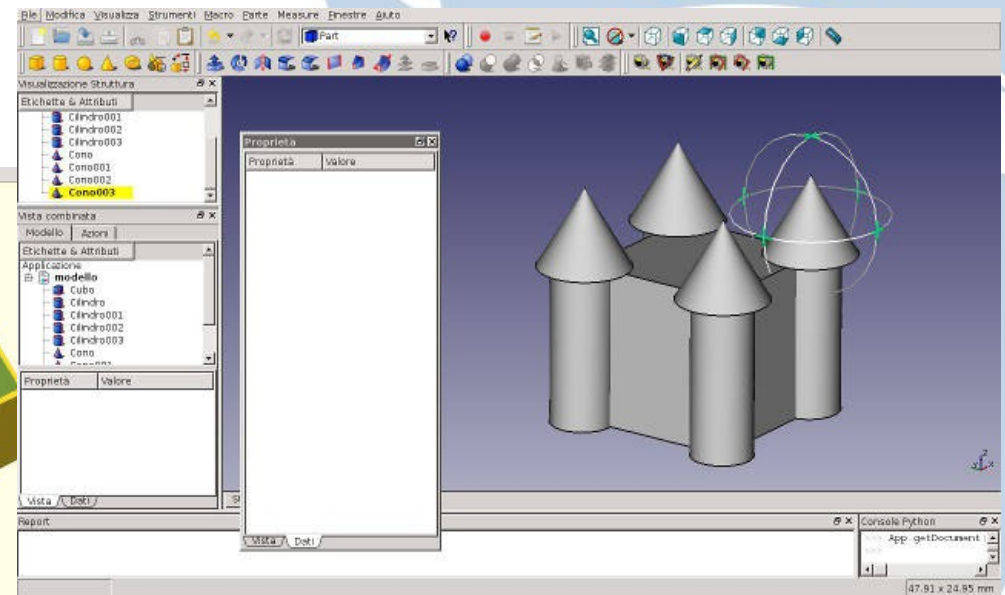 File Modifica Visualizza Strumenti Macro Parte Measure Finestre Aiuto
Part
Visualizzazione Struttura
Etichette & Attributi
Cilindro001
Cilindro002
Cilindro003
Cono
Cono001
Cono002
Cono003
Vista combinata
Modello Azioni
Etichette & Attributi
Applicazione
modello
Cubo
Cilindro
Cilindro001
Cilindro002
Cilindro003
Cono
Proprietà Valore
Vista Dati
Proprietà
Proprietà Valore
Vista Dati
z
y x
Report
Console Python
>>> App.getDocument
>>>
47.91 x 24.95 mm